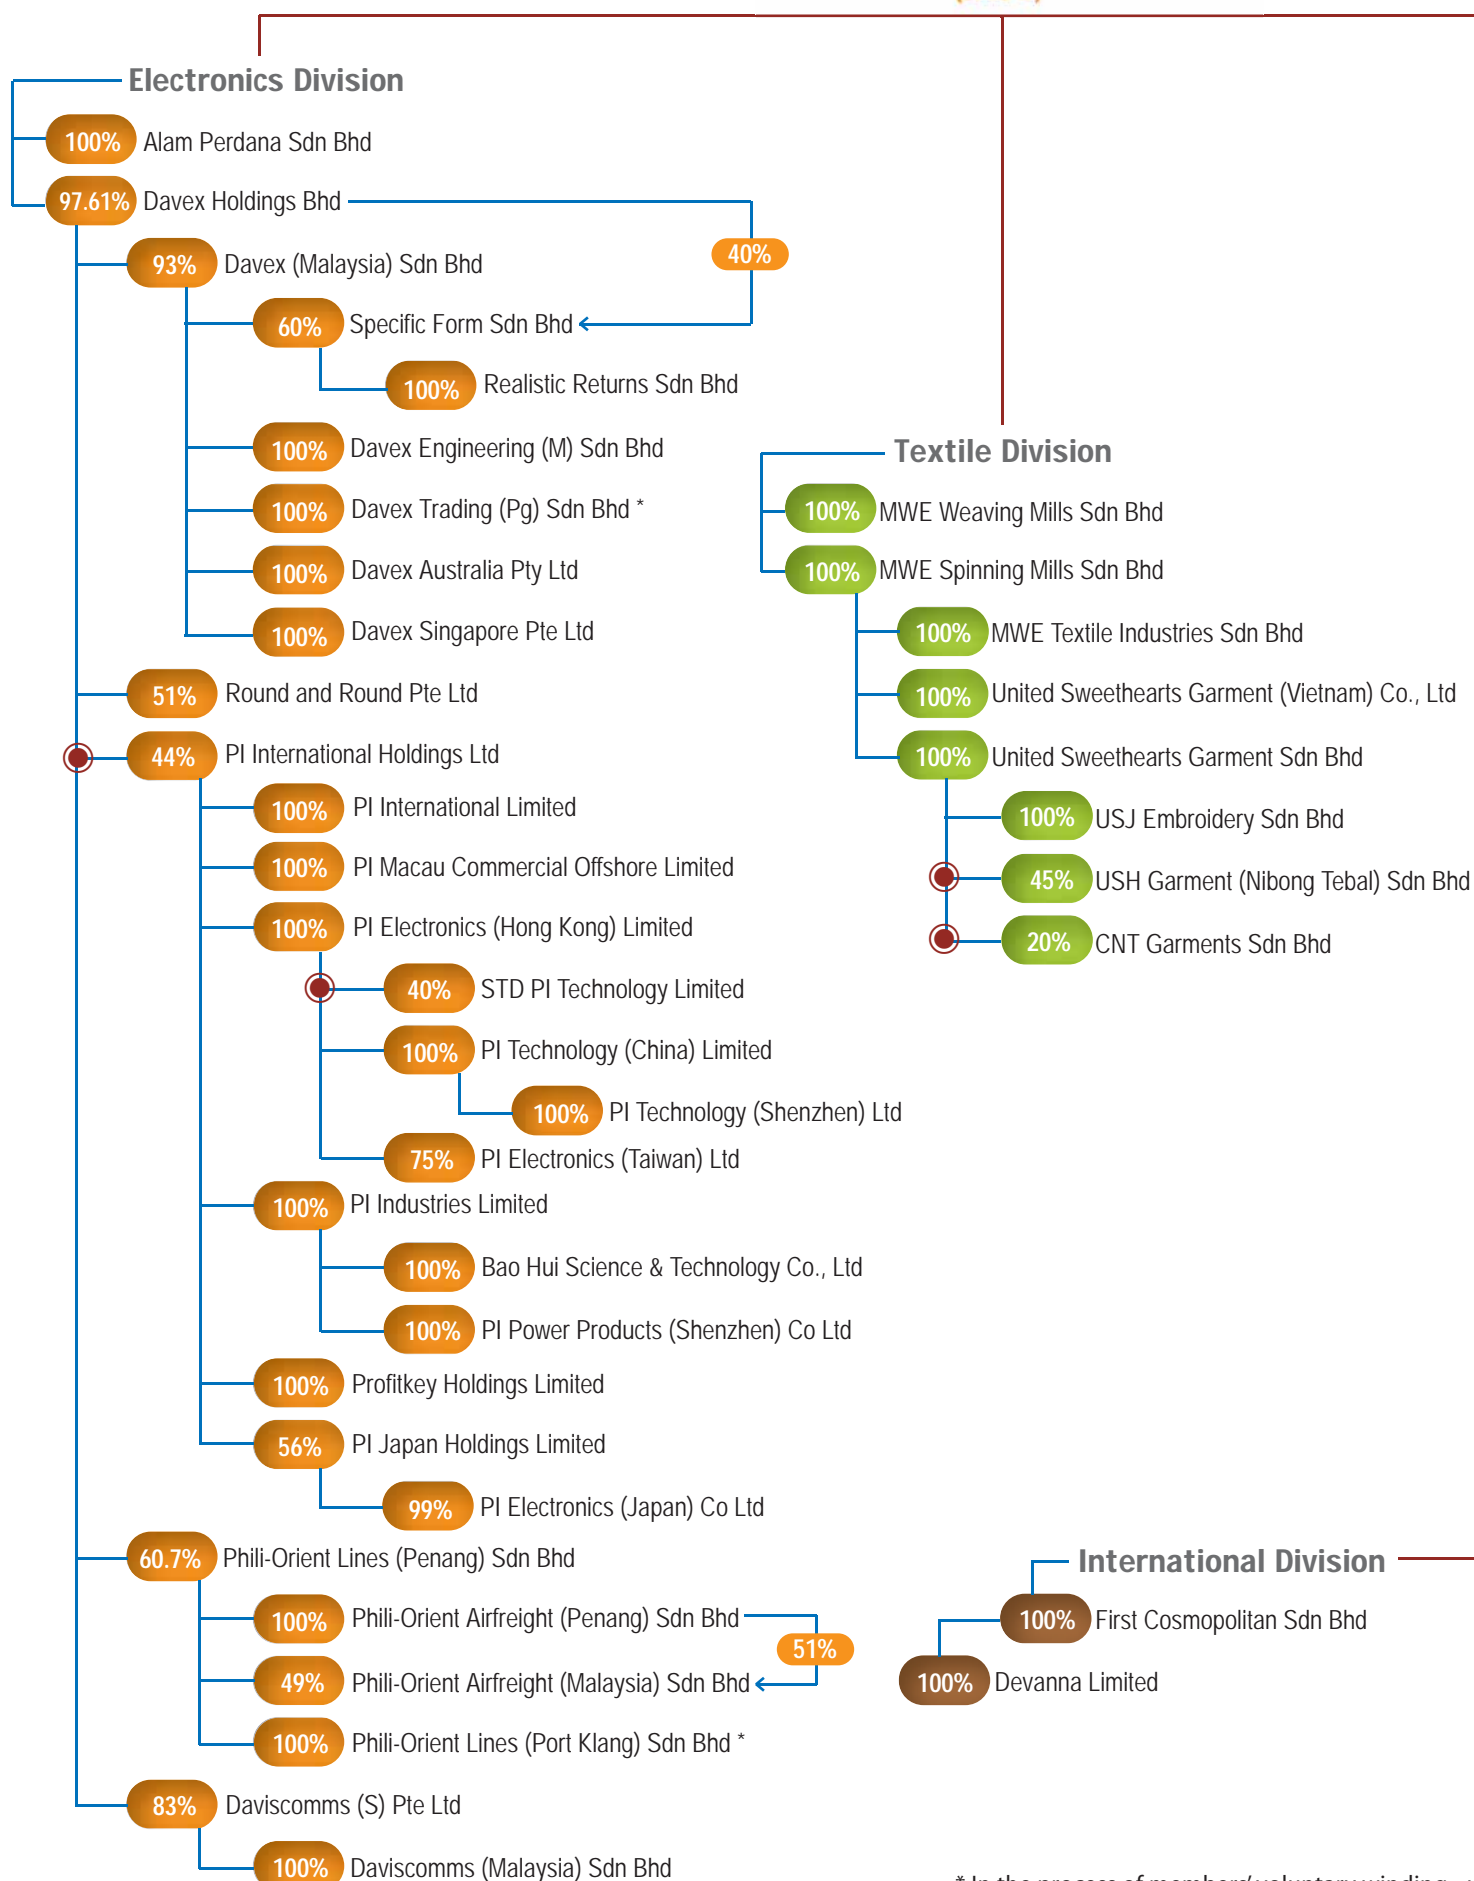 Electronics Division
100% Alam Perdana Sdn Bhd
97.61% Davex Holdings Bhd
40%
93% Davex (Malaysia) Sdn Bhd
60% Specific Form Sdn Bhd
100% Realistic Returns Sdn Bhd
100% Davex Engineering (M) Sdn Bhd
100% Davex Trading (Pg) Sdn Bhd *
100% Davex Australia Pty Ltd
100% Davex Singapore Pte Ltd
51% Round and Round Pte Ltd
44% PI International Holdings Ltd
100% PI International Limited
100% PI Macau Commercial Offshore Limited
100% PI Electronics (Hong Kong) Limited
40% STD PI Technology Limited
100% PI Technology (China) Limited
100% PI Technology (Shenzhen) Ltd
75% PI Electronics (Taiwan) Ltd
100% PI Industries Limited
100% Bao Hui Science & Technology Co., Ltd
100% PI Power Products (Shenzhen) Co Ltd
100% Profitkey Holdings Limited
56% PI Japan Holdings Limited
99% PI Electronics (Japan) Co Ltd
60.7% Phili-Orient Lines (Penang) Sdn Bhd
100% Phili-Orient Airfreight (Penang) Sdn Bhd
51%
49% Phili-Orient Airfreight (Malaysia) Sdn Bhd
100% Phili-Orient Lines (Port Klang) Sdn Bhd *
83% Daviscomms (S) Pte Ltd
100% Daviscomms (Malaysia) Sdn Bhd
Textile Division
100% MWE Weaving Mills Sdn Bhd
100% MWE Spinning Mills Sdn Bhd
100% MWE Textile Industries Sdn Bhd
100% United Sweethearts Garment (Vietnam) Co., Ltd
100% United Sweethearts Garment Sdn Bhd
100% USJ Embroidery Sdn Bhd
45% USH Garment (Nibong Tebal) Sdn Bhd
20% CNT Garments Sdn Bhd
International Division
100% First Cosmopolitan Sdn Bhd
100% Devanna Limited
* In the process of members' voluntary winding